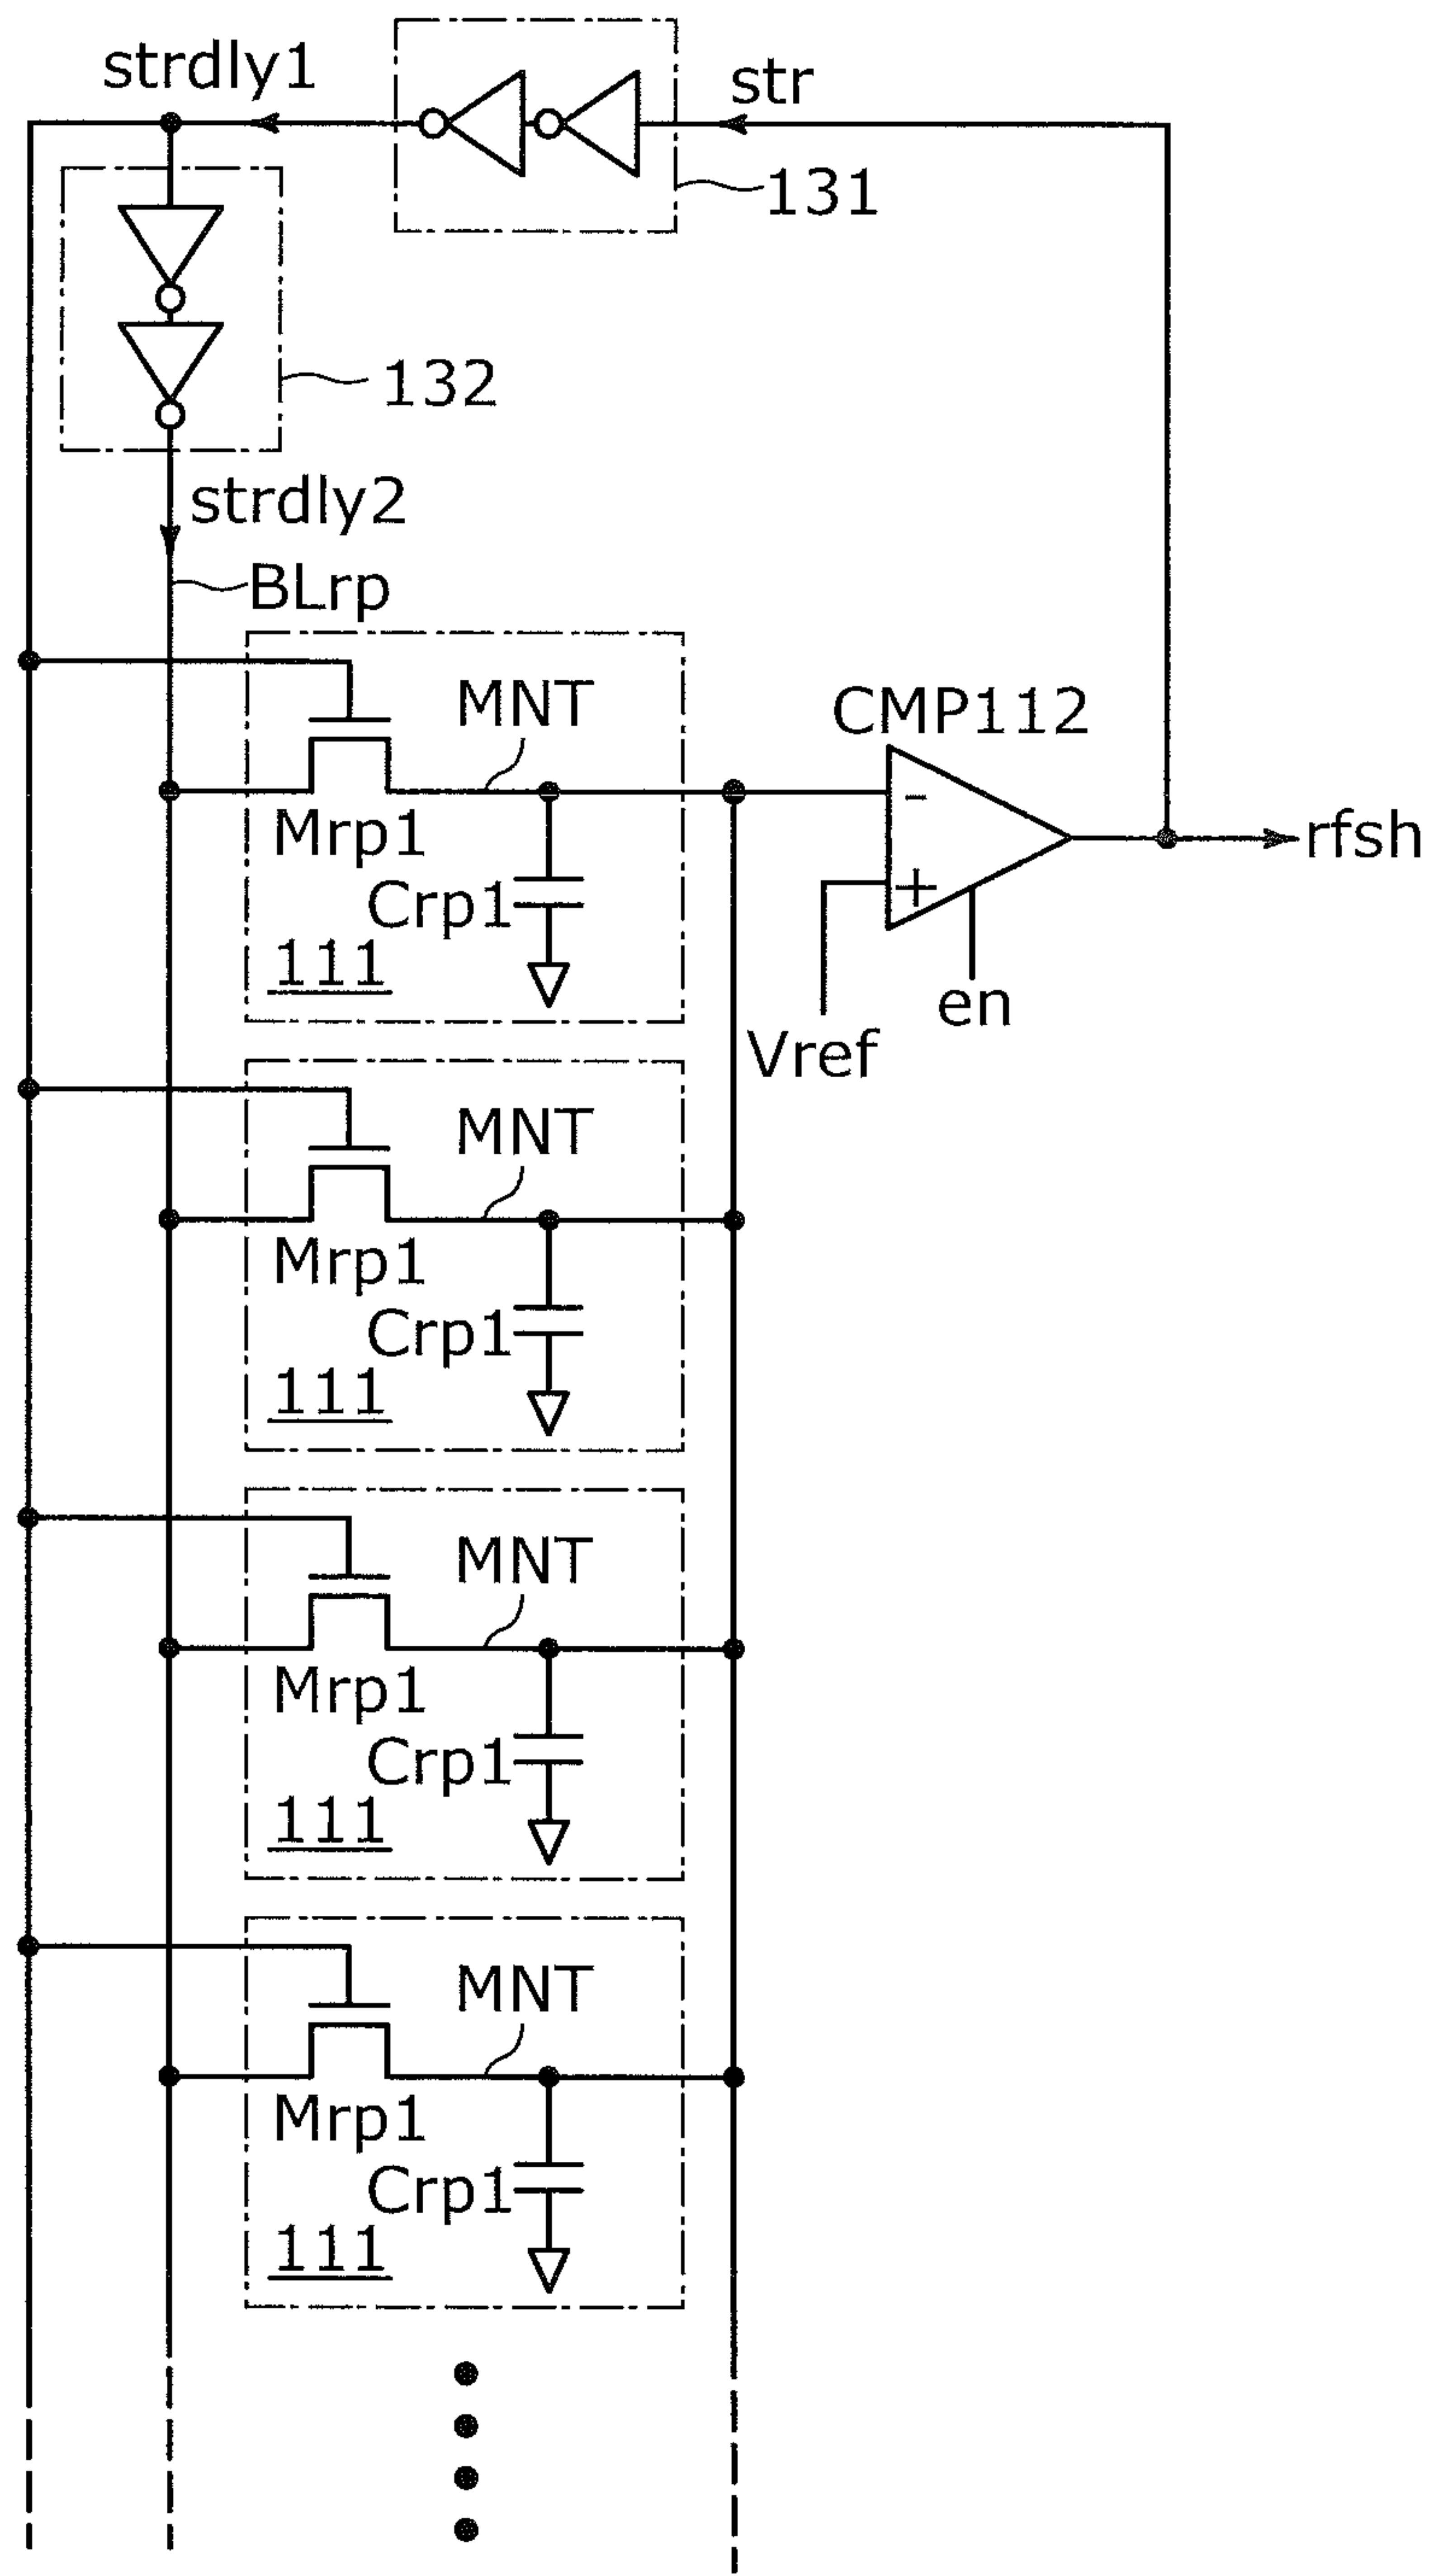 strdly1
str
131
132
strdly2
BLrp
MNT
CMP112
-
Mrp1
+
rfsh
Crp1
111
en
Vref
MNT
Mrp1
Crp1
111
MNT
Mrp1
Crp1
111
MNT
Mrp1
Crp1
111